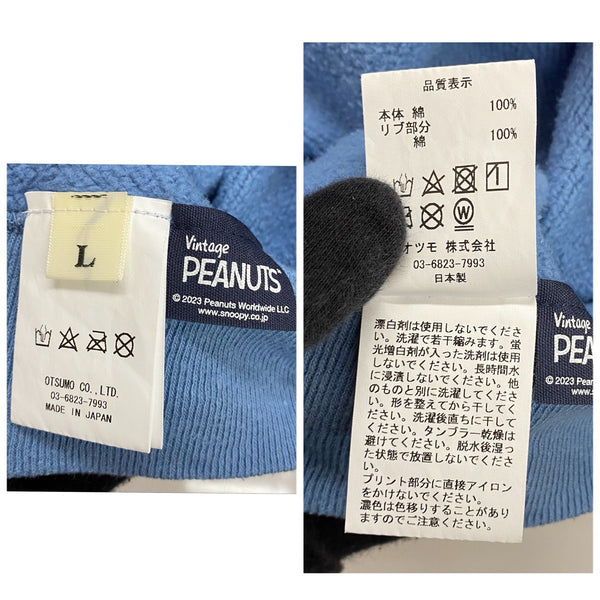 L
Vintage
PEANUTS
© 2023 Peanuts Worldwide LLC
www.snoopy.co.jp
OTSUMO CO., LTD.
03-6823-7993
MADE IN JAPAN
品質表示
本体 綿 100%
リブ部分
綿 100%
W
オツモ 株式会社
03-6823-7993
日本製
漂白剤は使用しないでくださ
い。洗濯で若干縮みます。蛍
光増白剤が入った洗剤は使用
しないでください。長時間水
に浸漬しないでください。他
のものと別に洗濯してくださ
い。形を整えてから干してく
ださい。洗濯後直ちに干して
ください。タンブラー乾燥は
避けてください。脱水後湿っ
た状態で放置しないでくださ
い。
プリント部分に直接アイロン
をかけないでください。
濃色は色移りすることがあり
ますのでご注意ください。
Vintage
PEA
© 2023 Pea
www